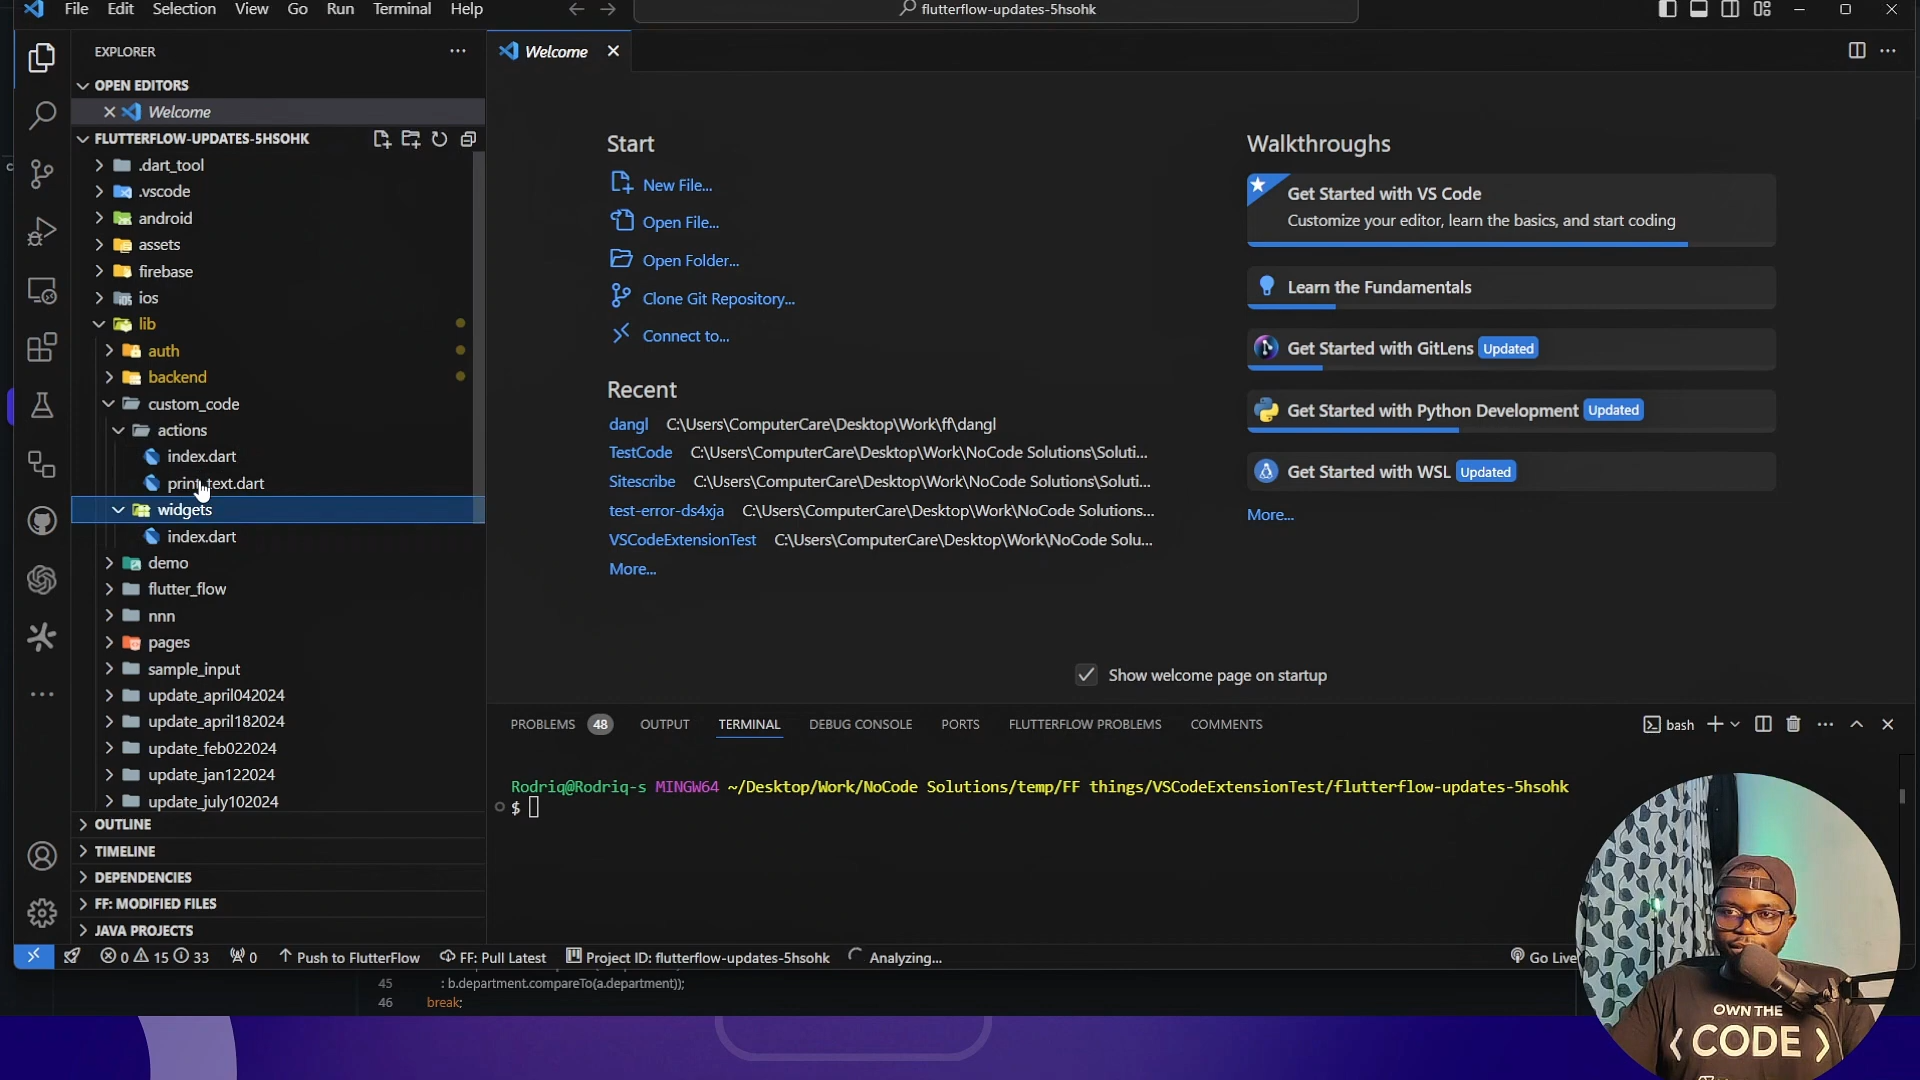 File Edit Selection View Go Run Terminal Help
flutterflow-updates-5hsohk
EXPLORER
OPEN EDITORS
Welcome
FLUTTERFLOW-UPDATES-5HSOHK
.dart_tool
.vscode
android
assets
firebase
ios
lib
auth
backend
custom_code
actions
index.dart
print_text.dart
widgets
index.dart
demo
flutter_flow
nnn
pages
sample_input
update_april042024
update_april182024
update_feb022024
update_jan122024
update_july102024
OUTLINE
TIMELINE
DEPENDENCIES
FF: MODIFIED FILES
JAVA PROJECTS
Welcome
Start
New File...
Open File...
Open Folder...
Clone Git Repository...
Connect to...
Recent
dangl C:\Users\ComputerCare\Desktop\Work\ff\dangl
TestCode C:\Users\ComputerCare\Desktop\Work\NoCode Solutions\Soluti...
Sitescribe C:\Users\ComputerCare\Desktop\Work\NoCode Solutions\Soluti...
test-error-ds4xja C:\Users\ComputerCare\Desktop\Work\NoCode Solutions...
VSCodeExtensionTest C:\Users\ComputerCare\Desktop\Work\NoCode Solu...
More...
Walkthroughs
Get Started with VS Code
Customize your editor, learn the basics, and start coding
Learn the Fundamentals
Get Started with GitLens Updated
Get Started with Python Development Updated
Get Started with WSL Updated
More...
Show welcome page on startup
PROBLEMS 48 OUTPUT TERMINAL DEBUG CONSOLE PORTS FLUTTERFLOW PROBLEMS COMMENTS
bash
Rodriq@Rodriq-s MINGW64 ~/Desktop/Work/NoCode Solutions/temp/FF things/VSCodeExtensionTest/flutterflow-updates-5hsohk
$
0 15 33 0 Push to FlutterFlow FF: Pull Latest Project ID: flutterflow-updates-5hsohk Analyzing... Go Live
45 : b.department.compareTo(a.department));
46 break;
OWN THE
< CODE >